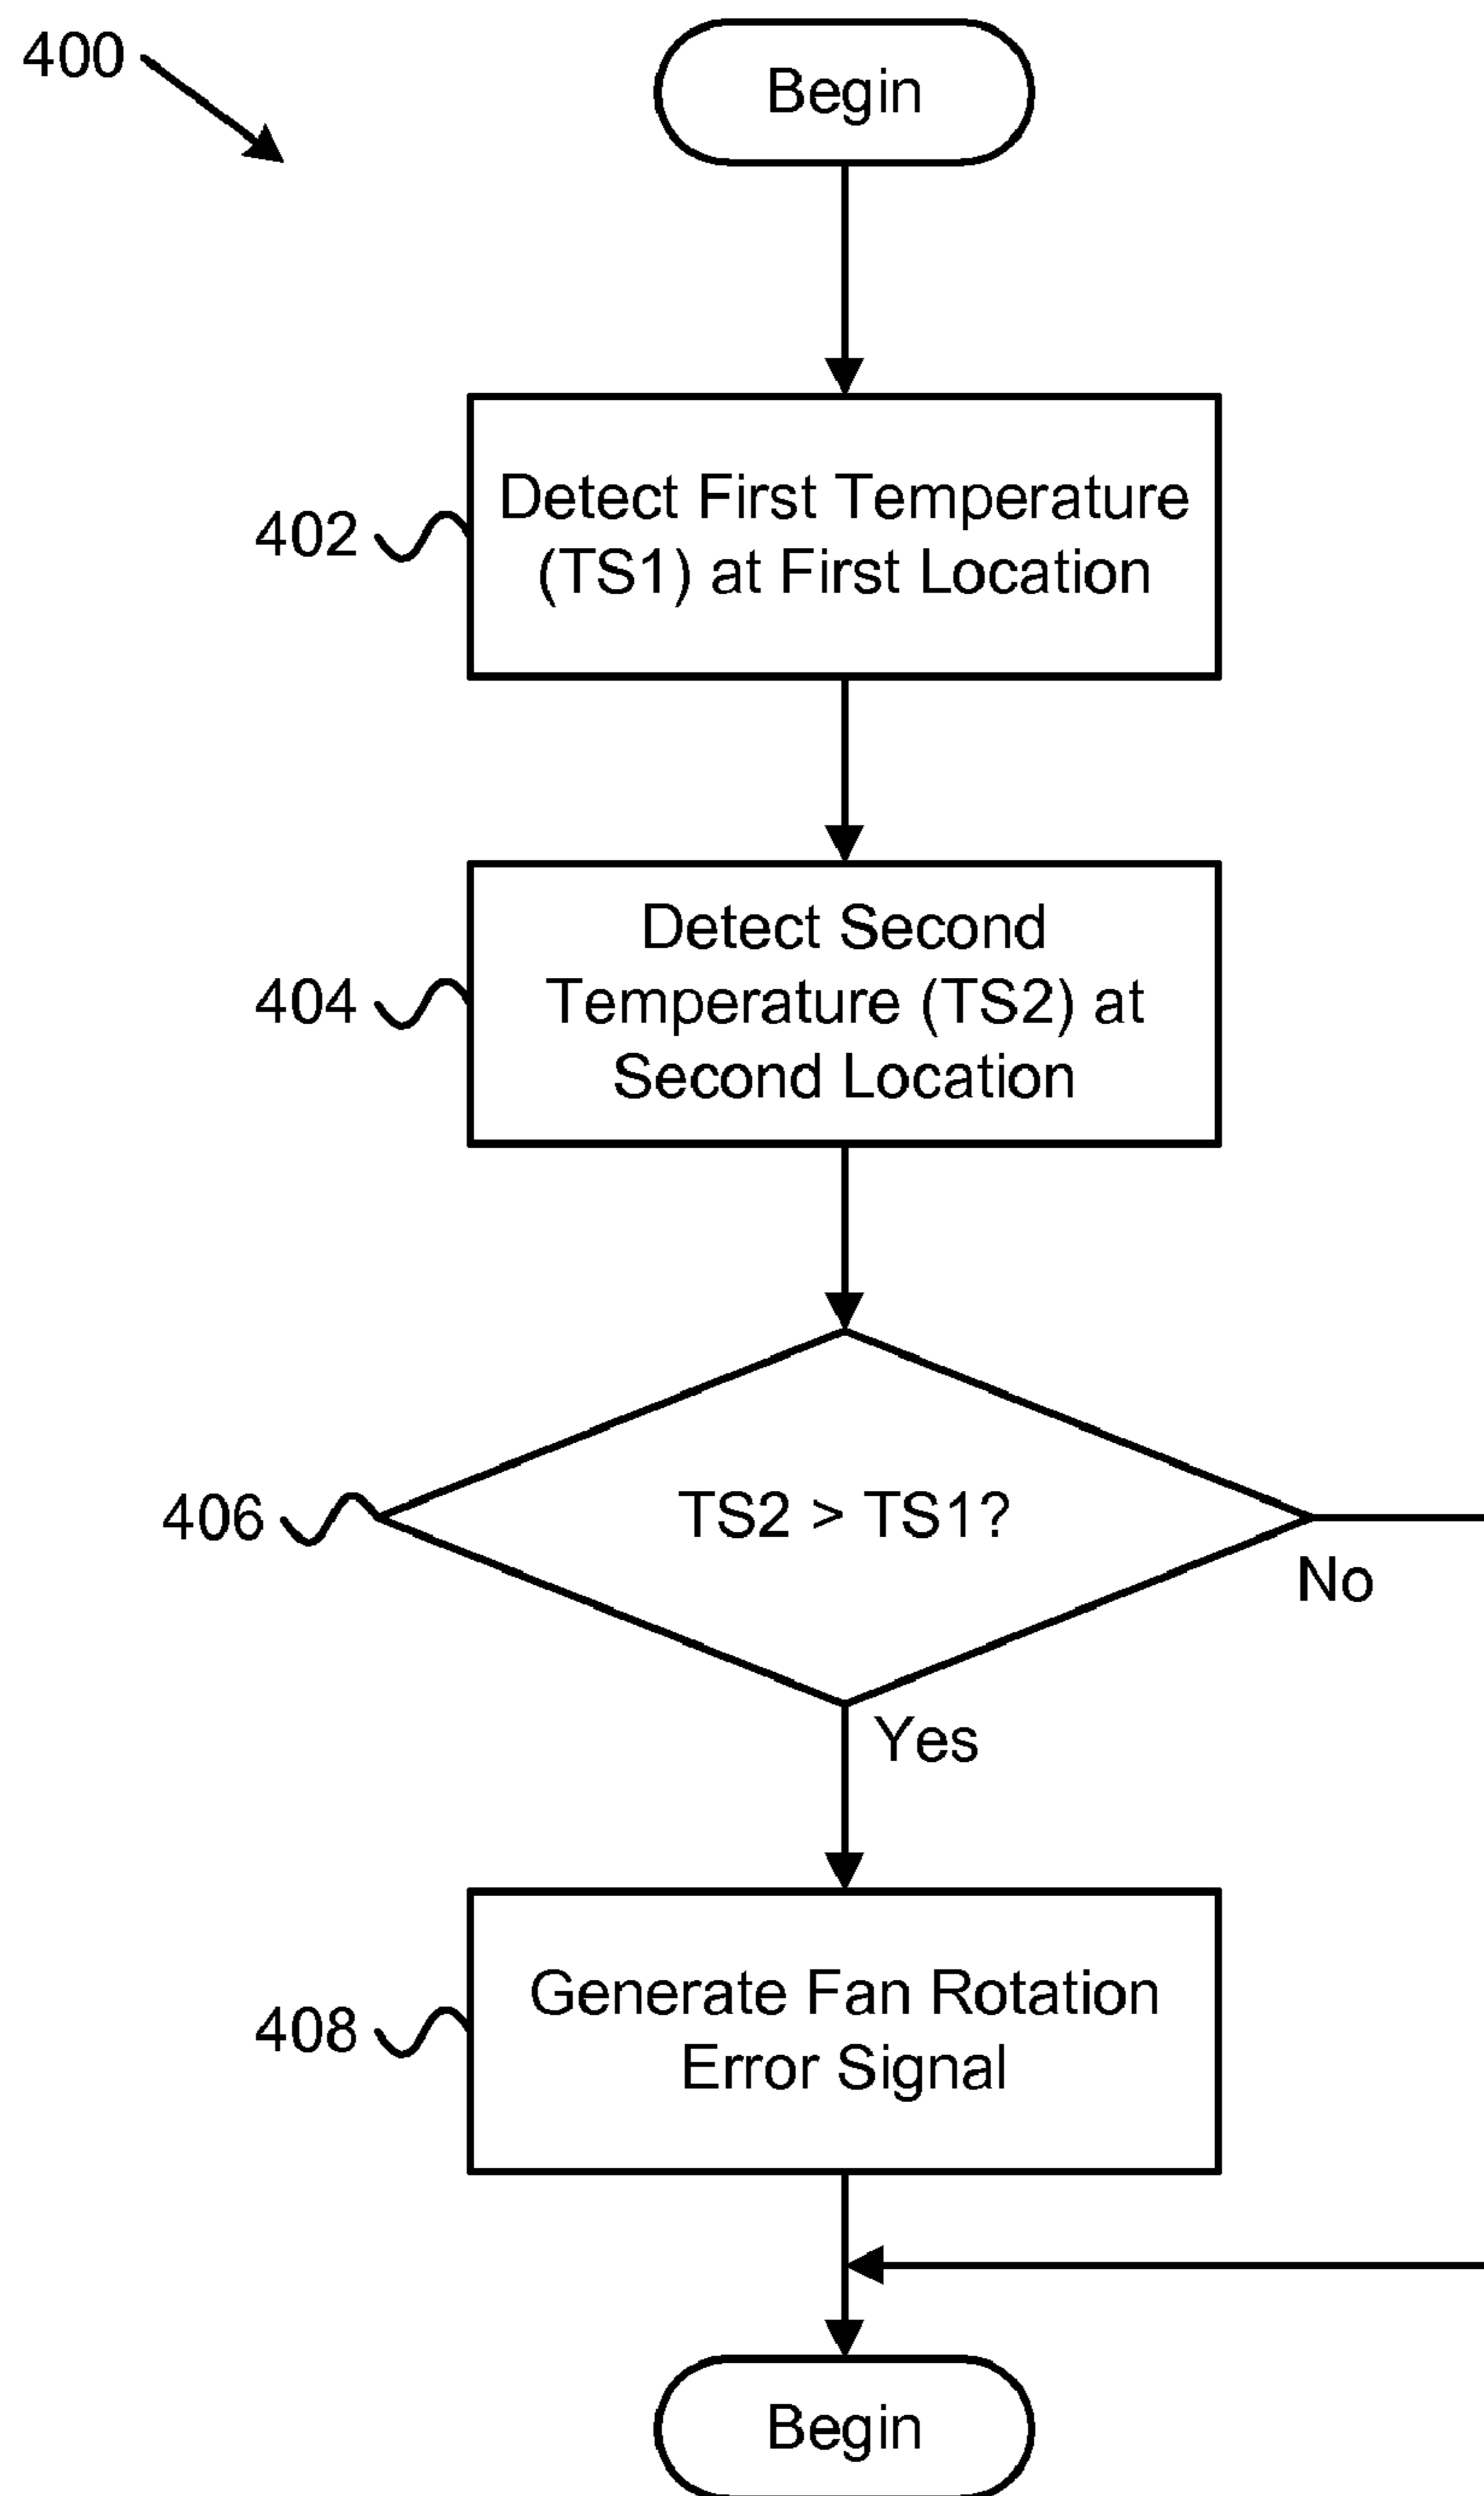 400
Begin
402
Detect First Temperature
(TS1) at First Location
404
Detect Second
Temperature (TS2) at
Second Location
406
TS2 > TS1?
No
Yes
408
Generate Fan Rotation
Error Signal
Begin